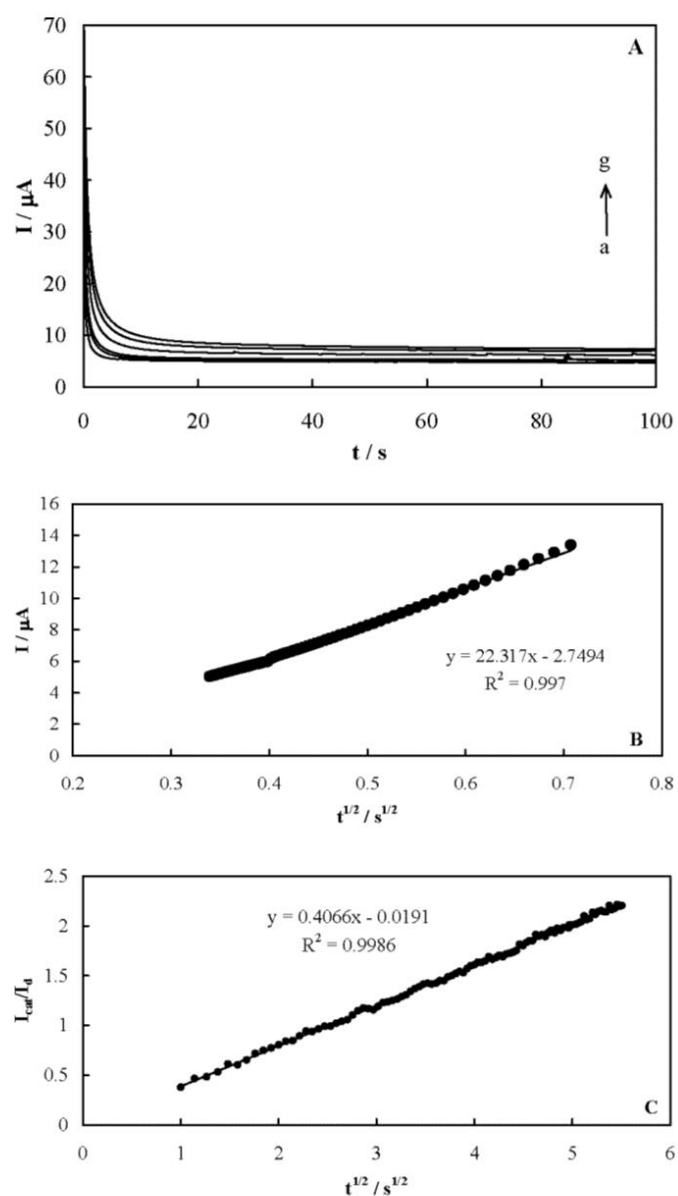 70
60
50
40
30
20
10
0
I / µA
A
g
a
0 20 40 60 80 100
t / s
16
14
12
10
8
6
4
2
0
I / µA
y = 22.317x - 2.7494
R² = 0.997
B
0.2 0.3 0.4 0.5 0.6 0.7 0.8
t^1/2 / s^1/2
2.5
2
1.5
1
0.5
0
I_cat/I_d
y = 0.4066x - 0.0191
R² = 0.9986
C
0 1 2 3 4 5 6
t^1/2 / s^1/2